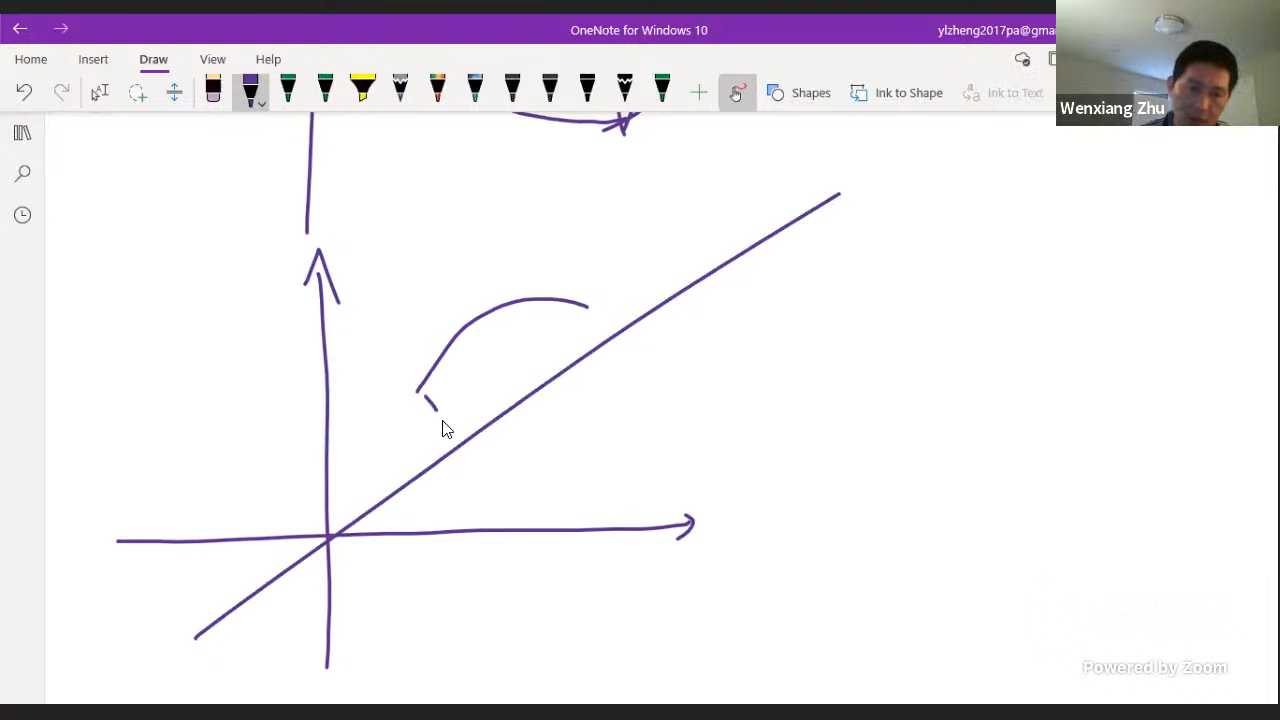 OneNote for Windows 10
ylzheng2017pa@gma
Home Insert Draw View Help
Shapes Ink to Shape Ink to Text
Wenxiang Zhu
Powered by Zoom